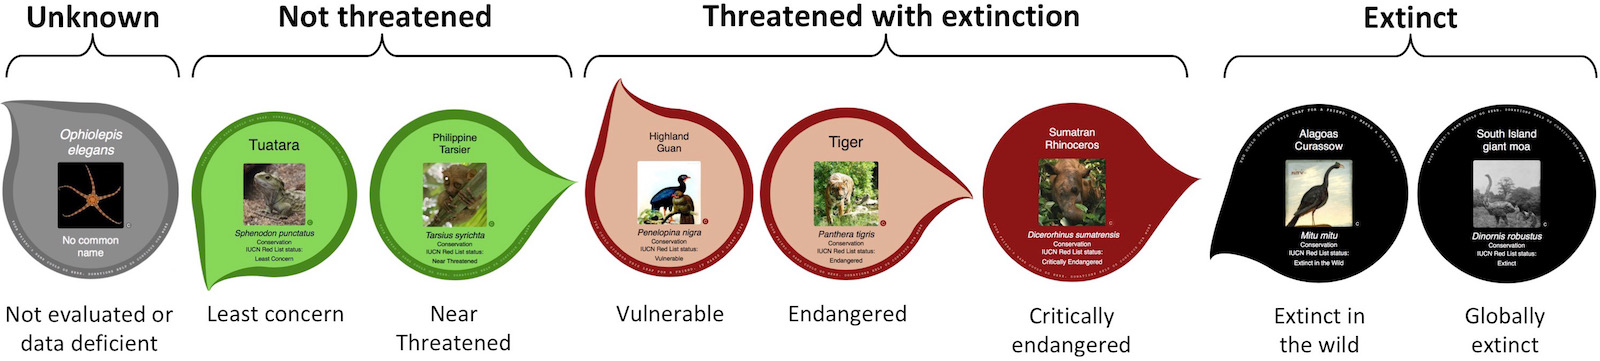 Unknown
Not threatened
Threatened with extinction
Extinct
Ophiolepis
elegans
No common
name
Tuatara
Sphenodon punctatus
Conservation
IUCN Red List status:
Least Concern
Philippine
Tarsier
Tarsius syrichta
Conservation
IUCN Red List status:
Near Threatened
Highland
Guan
Penelopina nigra
Conservation
IUCN Red List status:
Vulnerable
Tiger
Panthera tigris
Conservation
IUCN Red List status:
Endangered
Sumatran
Rhinoceros
Dicerorhinus sumatrensis
Conservation
IUCN Red List status:
Critically Endangered
Alagoas
Curassow
Mitu mitu
Conservation
IUCN Red List status:
Extinct in the Wild
South Island
giant moa
Dinornis robustus
Conservation
IUCN Red List status:
Extinct
Not evaluated or
data deficient
Least concern
Near
Threatened
Vulnerable
Endangered
Critically
endangered
Extinct in
the wild
Globally
extinct